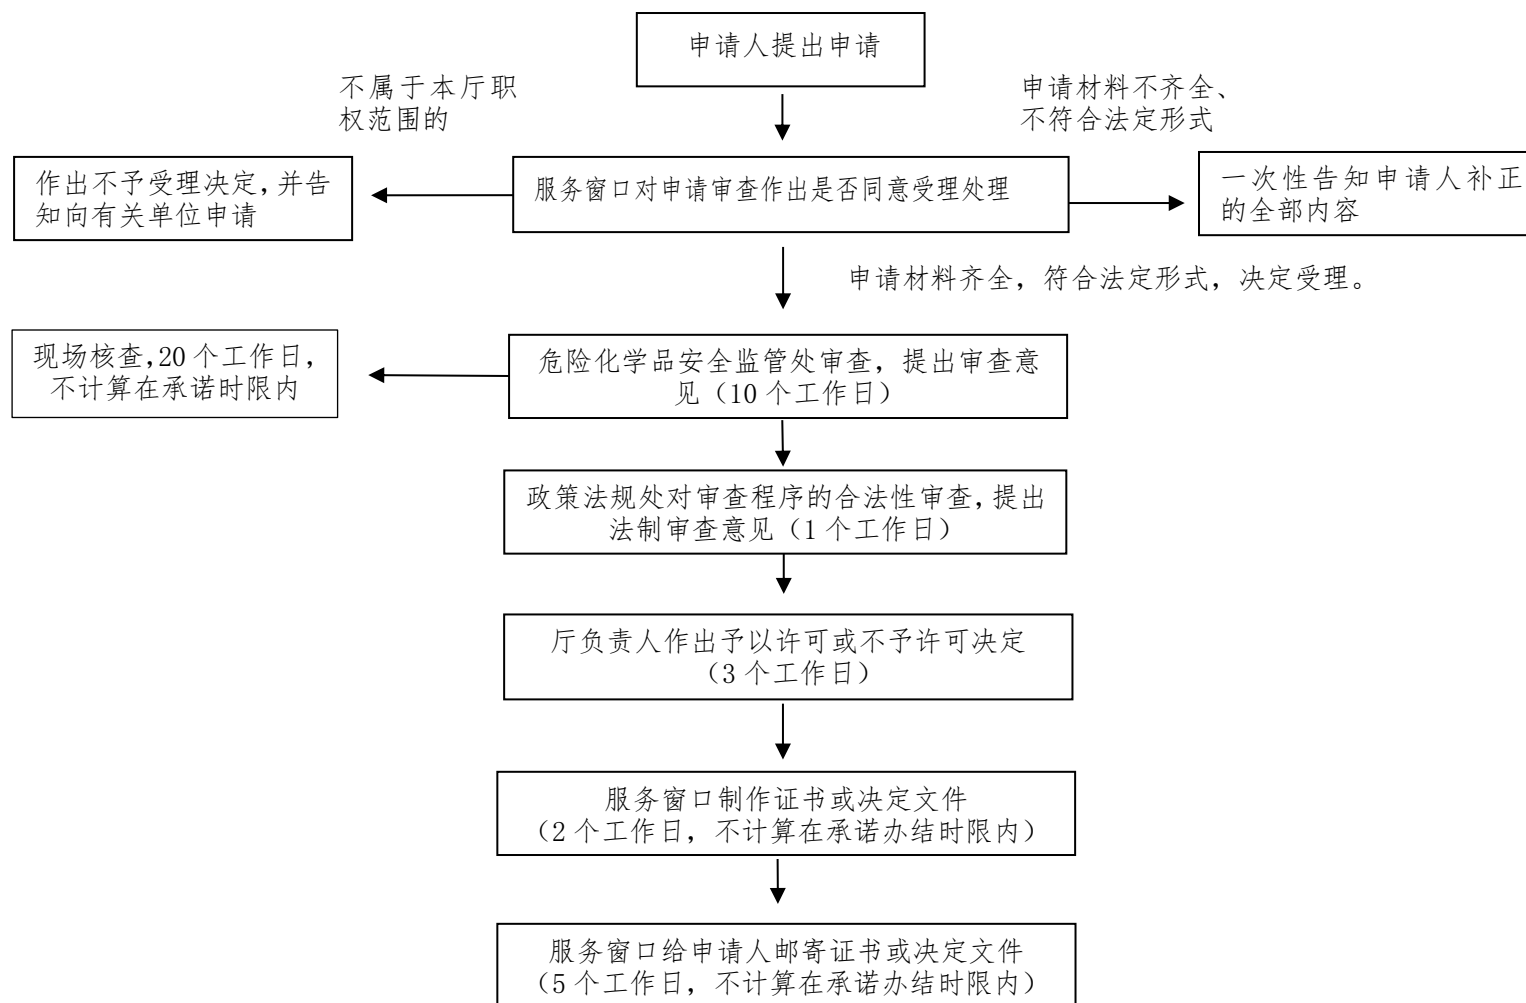 申请人提出申请
不属于本厅职
权范围的
申请材料不齐全、
不符合法定形式
作出不予受理决定，并告
知向有关单位申请
服务窗口对申请审查作出是否同意受理处理
一次性告知申请人补正
的全部内容
申请材料齐全，符合法定形式，决定受理。
现场核查，20个工作日，
不计算在承诺时限内
危险化学品安全监管处审查，提出审查意
见（10个工作日）
政策法规处对审查程序的合法性审查，提出
法制审查意见（1个工作日）
厅负责人作出予以许可或不予许可决定
（3个工作日）
服务窗口制作证书或决定文件
（2个工作日，不计算在承诺办结时限内）
服务窗口给申请人邮寄证书或决定文件
（5个工作日，不计算在承诺办结时限内）